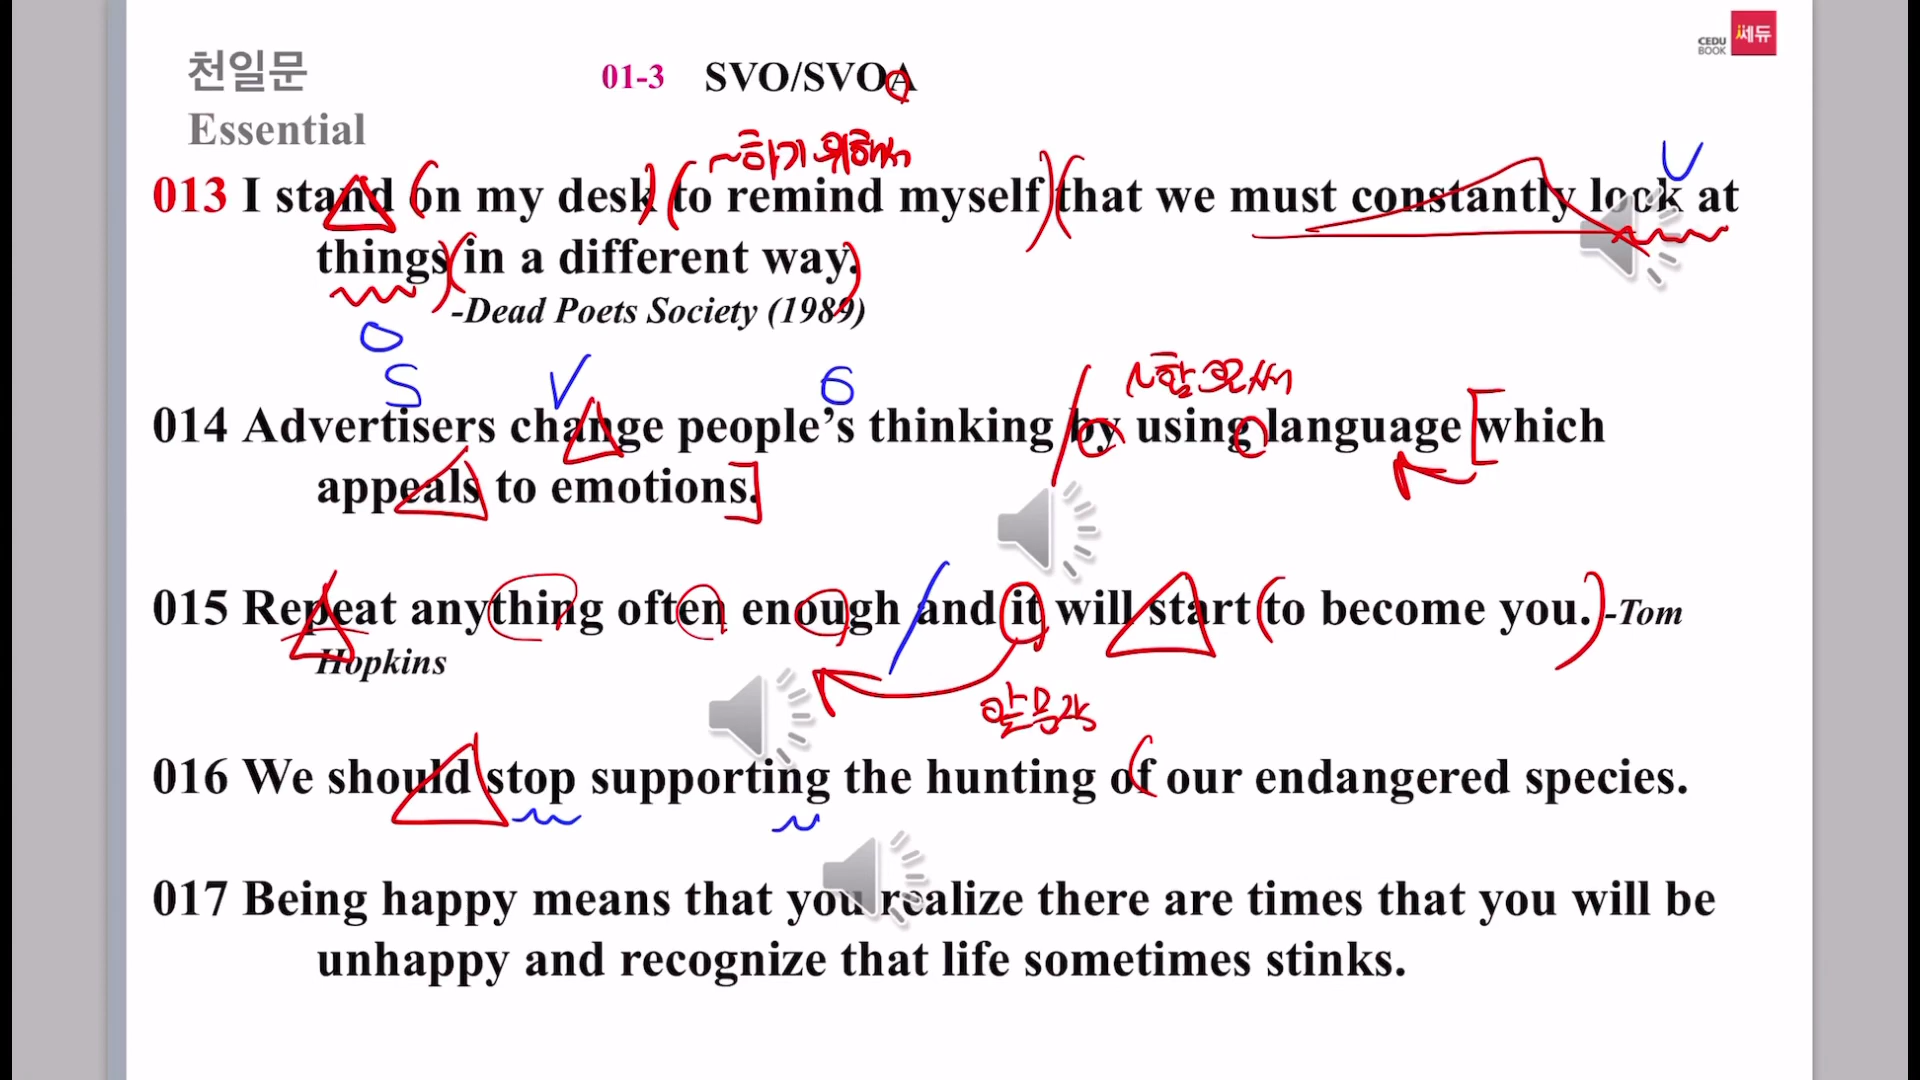 천일문
01-3 SVO/SVOA
CEDU
BOOK
쎄듀
Essential
~하기 위해서
V
013 I stand on my desk to remind myself that we must constantly look at
things in a different way.
-Dead Poets Society (1989)
O
S V O
~함으로써
014 Advertisers change people's thinking by using language which
appeals to emotions.
015 Repeat anything often enough and it will start to become you. -Tom
Hopkins
016 We should stop supporting the hunting of our endangered species.
017 Being happy means that you realize there are times that you will be
unhappy and recognize that life sometimes stinks.